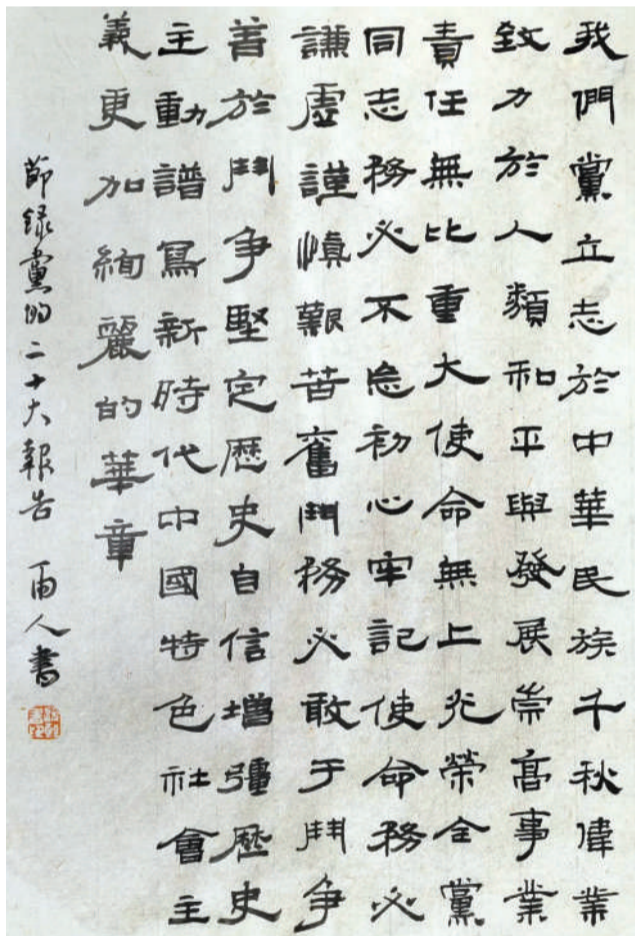 我們黨立志於中華民族千秋偉業
致力於人類和平與發展崇高事業
責任無比重大使命無上光榮全黨
同志務必不忘初心牢記使命務必
謙虛謹慎艱苦奮鬥務必敢于鬥争
善於鬥争堅定歷史自信增彊歷史
主動譜寫新時代中國特色社會主
義更加絢麗的華章
節録黨的二十大報告 雨人書